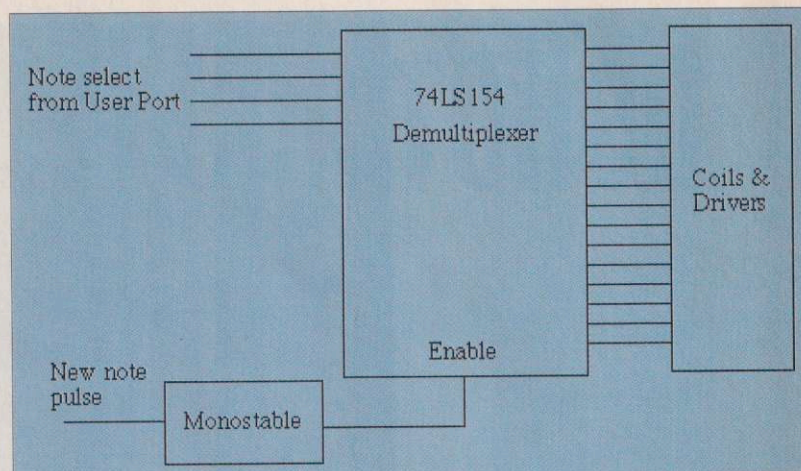 Note select
from User Port
74LS154
Demultiplexer
Coils &
Drivers
Enable
New note
pulse
Monostable